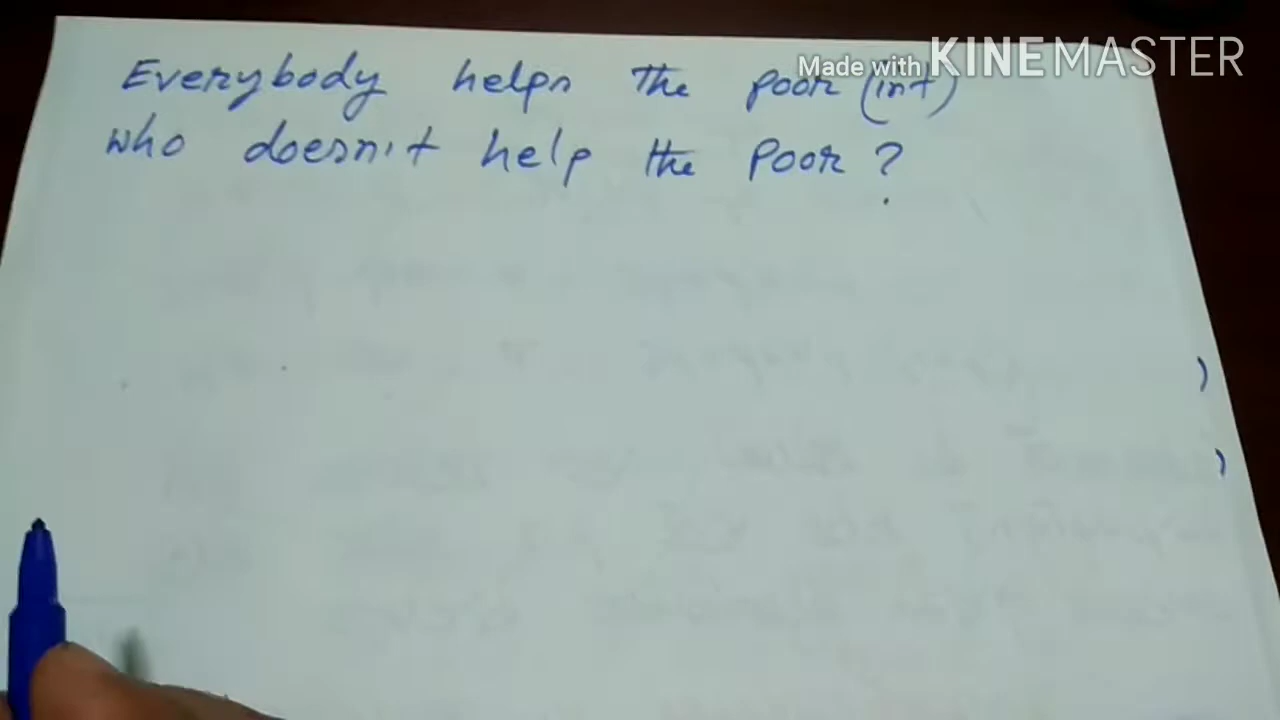 Made with KINEMASTER
Everybody helps the poor (int)
who doesn't help the Poor ?
)
)